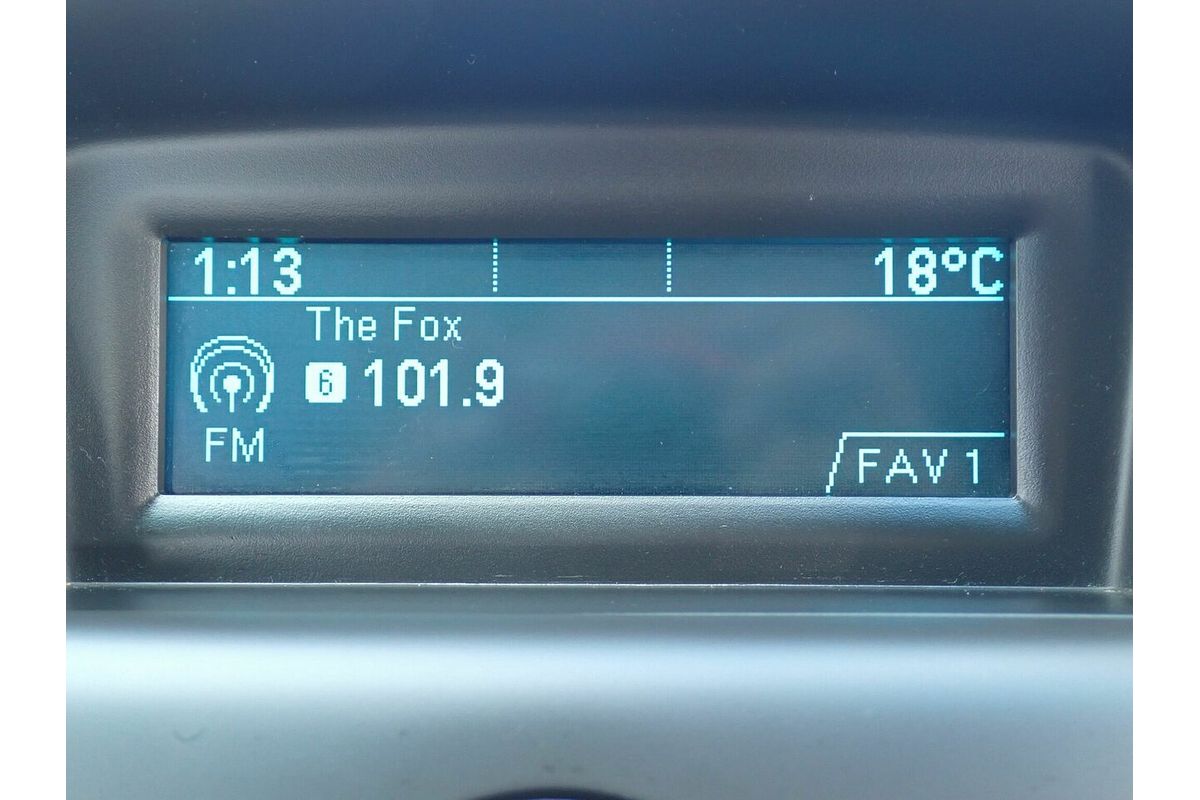 1:13 18°C
The Fox
6 101.9
FM
FAV 1